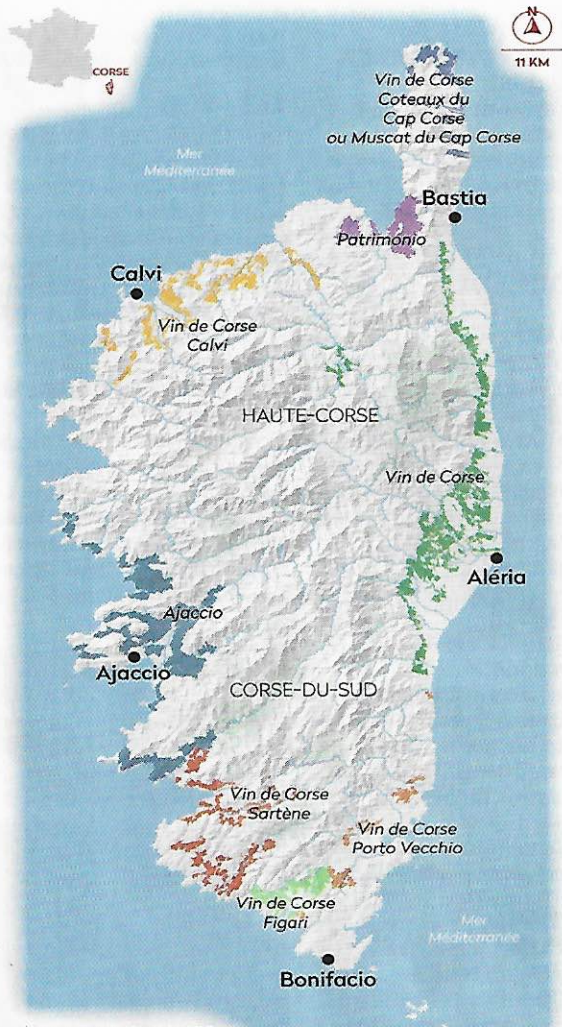 N
11 KM
CORSE
Vin de Corse
Coteaux du
Cap Corse
ou Muscat du Cap Corse
Mer
Méditerranée
Bastia
Patrimonio
Calvi
Vin de Corse
Calvi
HAUTE-CORSE
Vin de Corse
Aléria
Ajaccio
Ajaccio
CORSE-DU-SUD
Vin de Corse
Sartène
Vin de Corse
Porto Vecchio
Vin de Corse
Figari
Mer
Méditerranée
Bonifacio